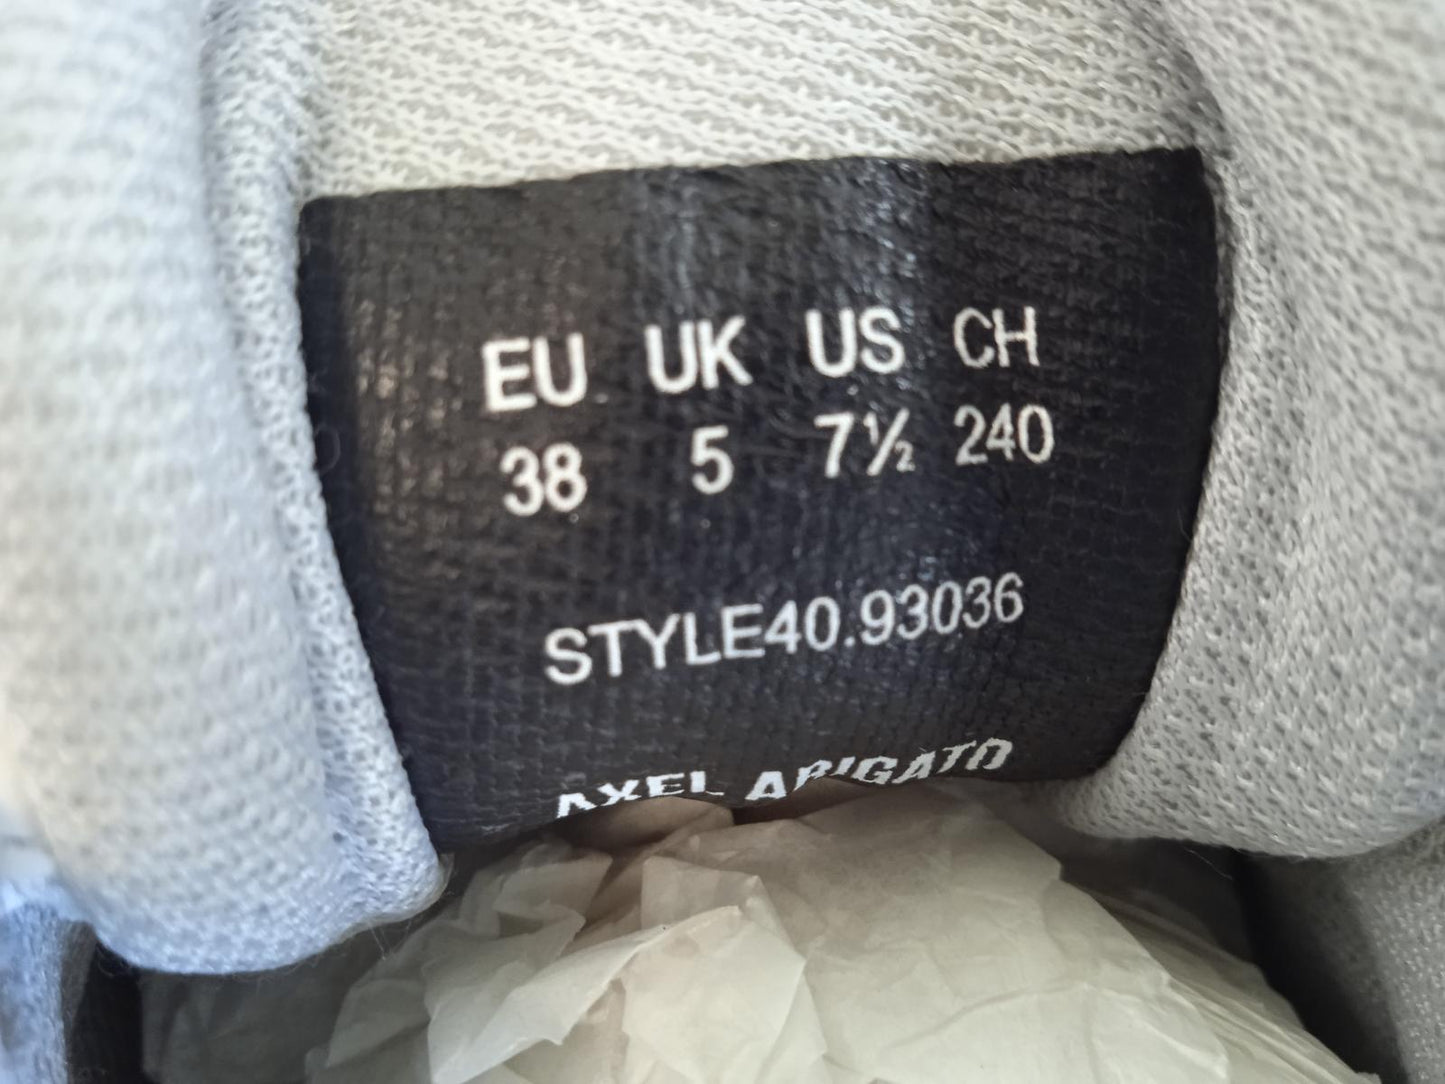 EU UK US CH
38 5 7½ 240
STYLE40.93036
AXEL ARIGATO